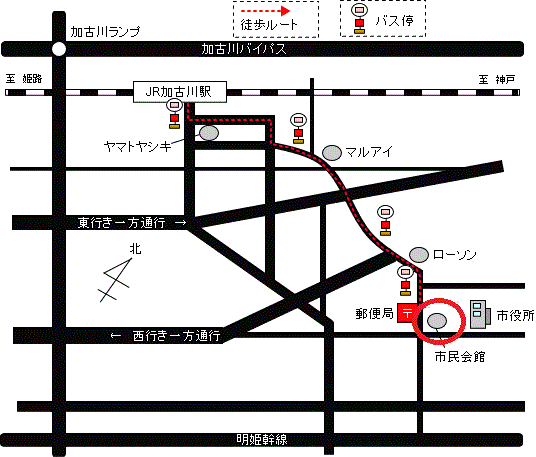 徒歩ルート
バス停
加古川ランプ
加古川バイパス
至 姫路
至 神戸
JR加古川駅
ヤマトヤシキ
マルアイ
東行き一方通行 →
北
ローソン
郵便局
〒
市役所
← 西行き一方通行
市民会館
明姫幹線